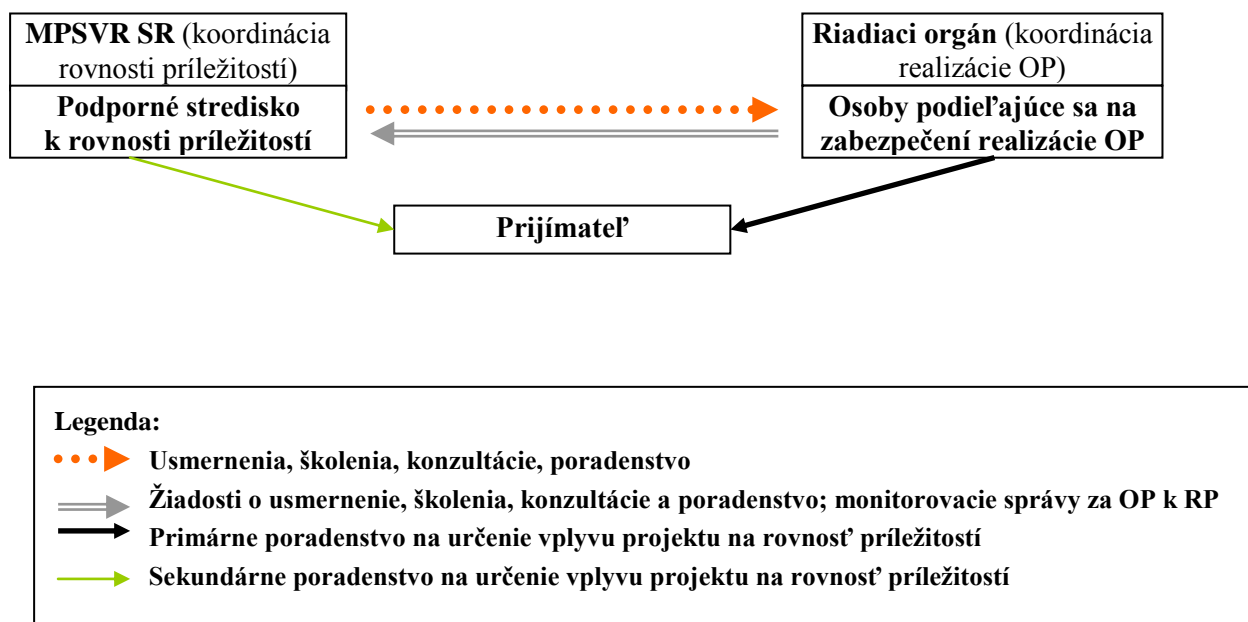 MPSVR SR (koordinácia
rovnosti príležitostí)
Podporné stredisko
k rovnosti príležitostí
Riadiaci orgán (koordinácia
realizácie OP)
Osoby podieľajúce sa na
zabezpečení realizácie OP
Prijímateľ
Legenda:
Usmernenia, školenia, konzultácie, poradenstvo
Žiadosti o usmernenie, školenia, konzultácie a poradenstvo; monitorovacie správy za OP k RP
Primárne poradenstvo na určenie vplyvu projektu na rovnosť príležitostí
Sekundárne poradenstvo na určenie vplyvu projektu na rovnosť príležitostí